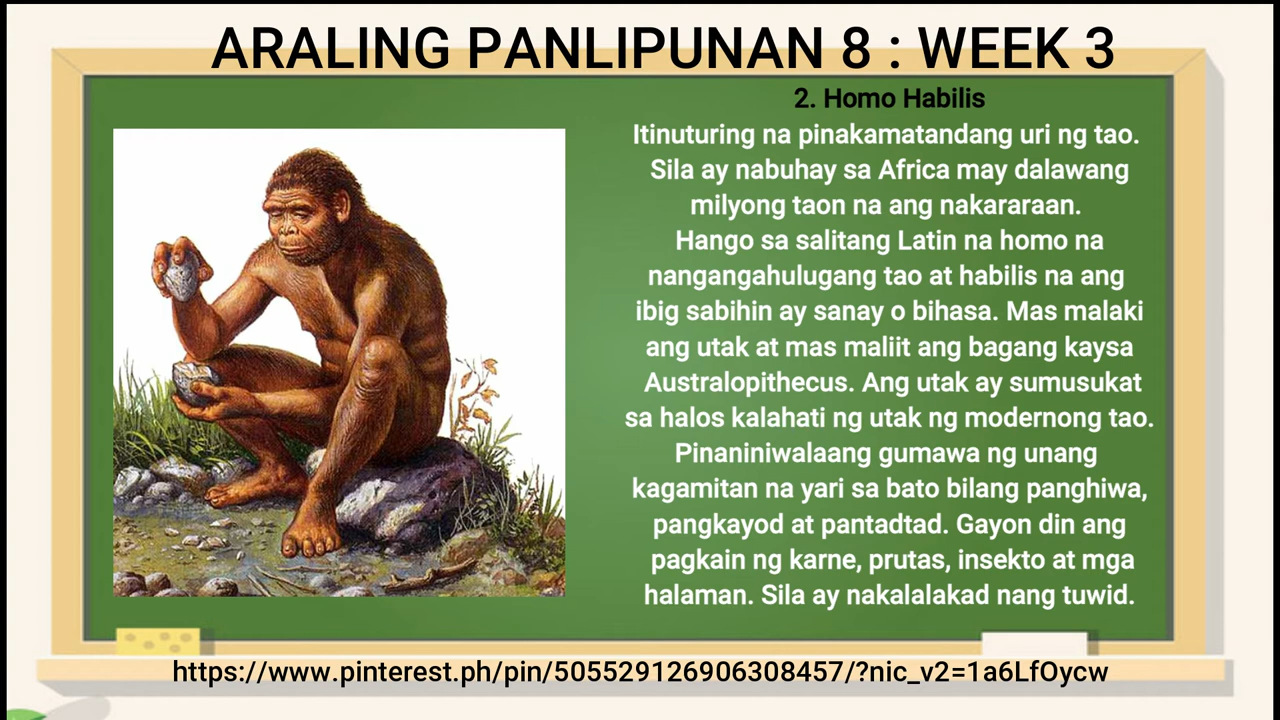 ARALING PANLIPUNAN 8 : WEEK 3
2. Homo Habilis
Itinuturing na pinakamatandang uri ng tao.
Sila ay nabuhay sa Africa may dalawang
milyong taon na ang nakararaan.
Hango sa salitang Latin na homo na
nangangahulugang tao at habilis na ang
ibig sabihin ay sanay o bihasa. Mas malaki
ang utak at mas maliit ang bagang kaysa
Australopithecus. Ang utak ay sumusukat
sa halos kalahati ng utak ng modernong tao.
Pinaniniwalaang gumawa ng unang
kagamitan na yari sa bato bilang panghiwa,
pangkayod at pantadtad. Gayon din ang
pagkain ng karne, prutas, insekto at mga
halaman. Sila ay nakalalakad nang tuwid.
https://www.pinterest.ph/pin/505529126906308457/?nic_v2=1a6LfOycw